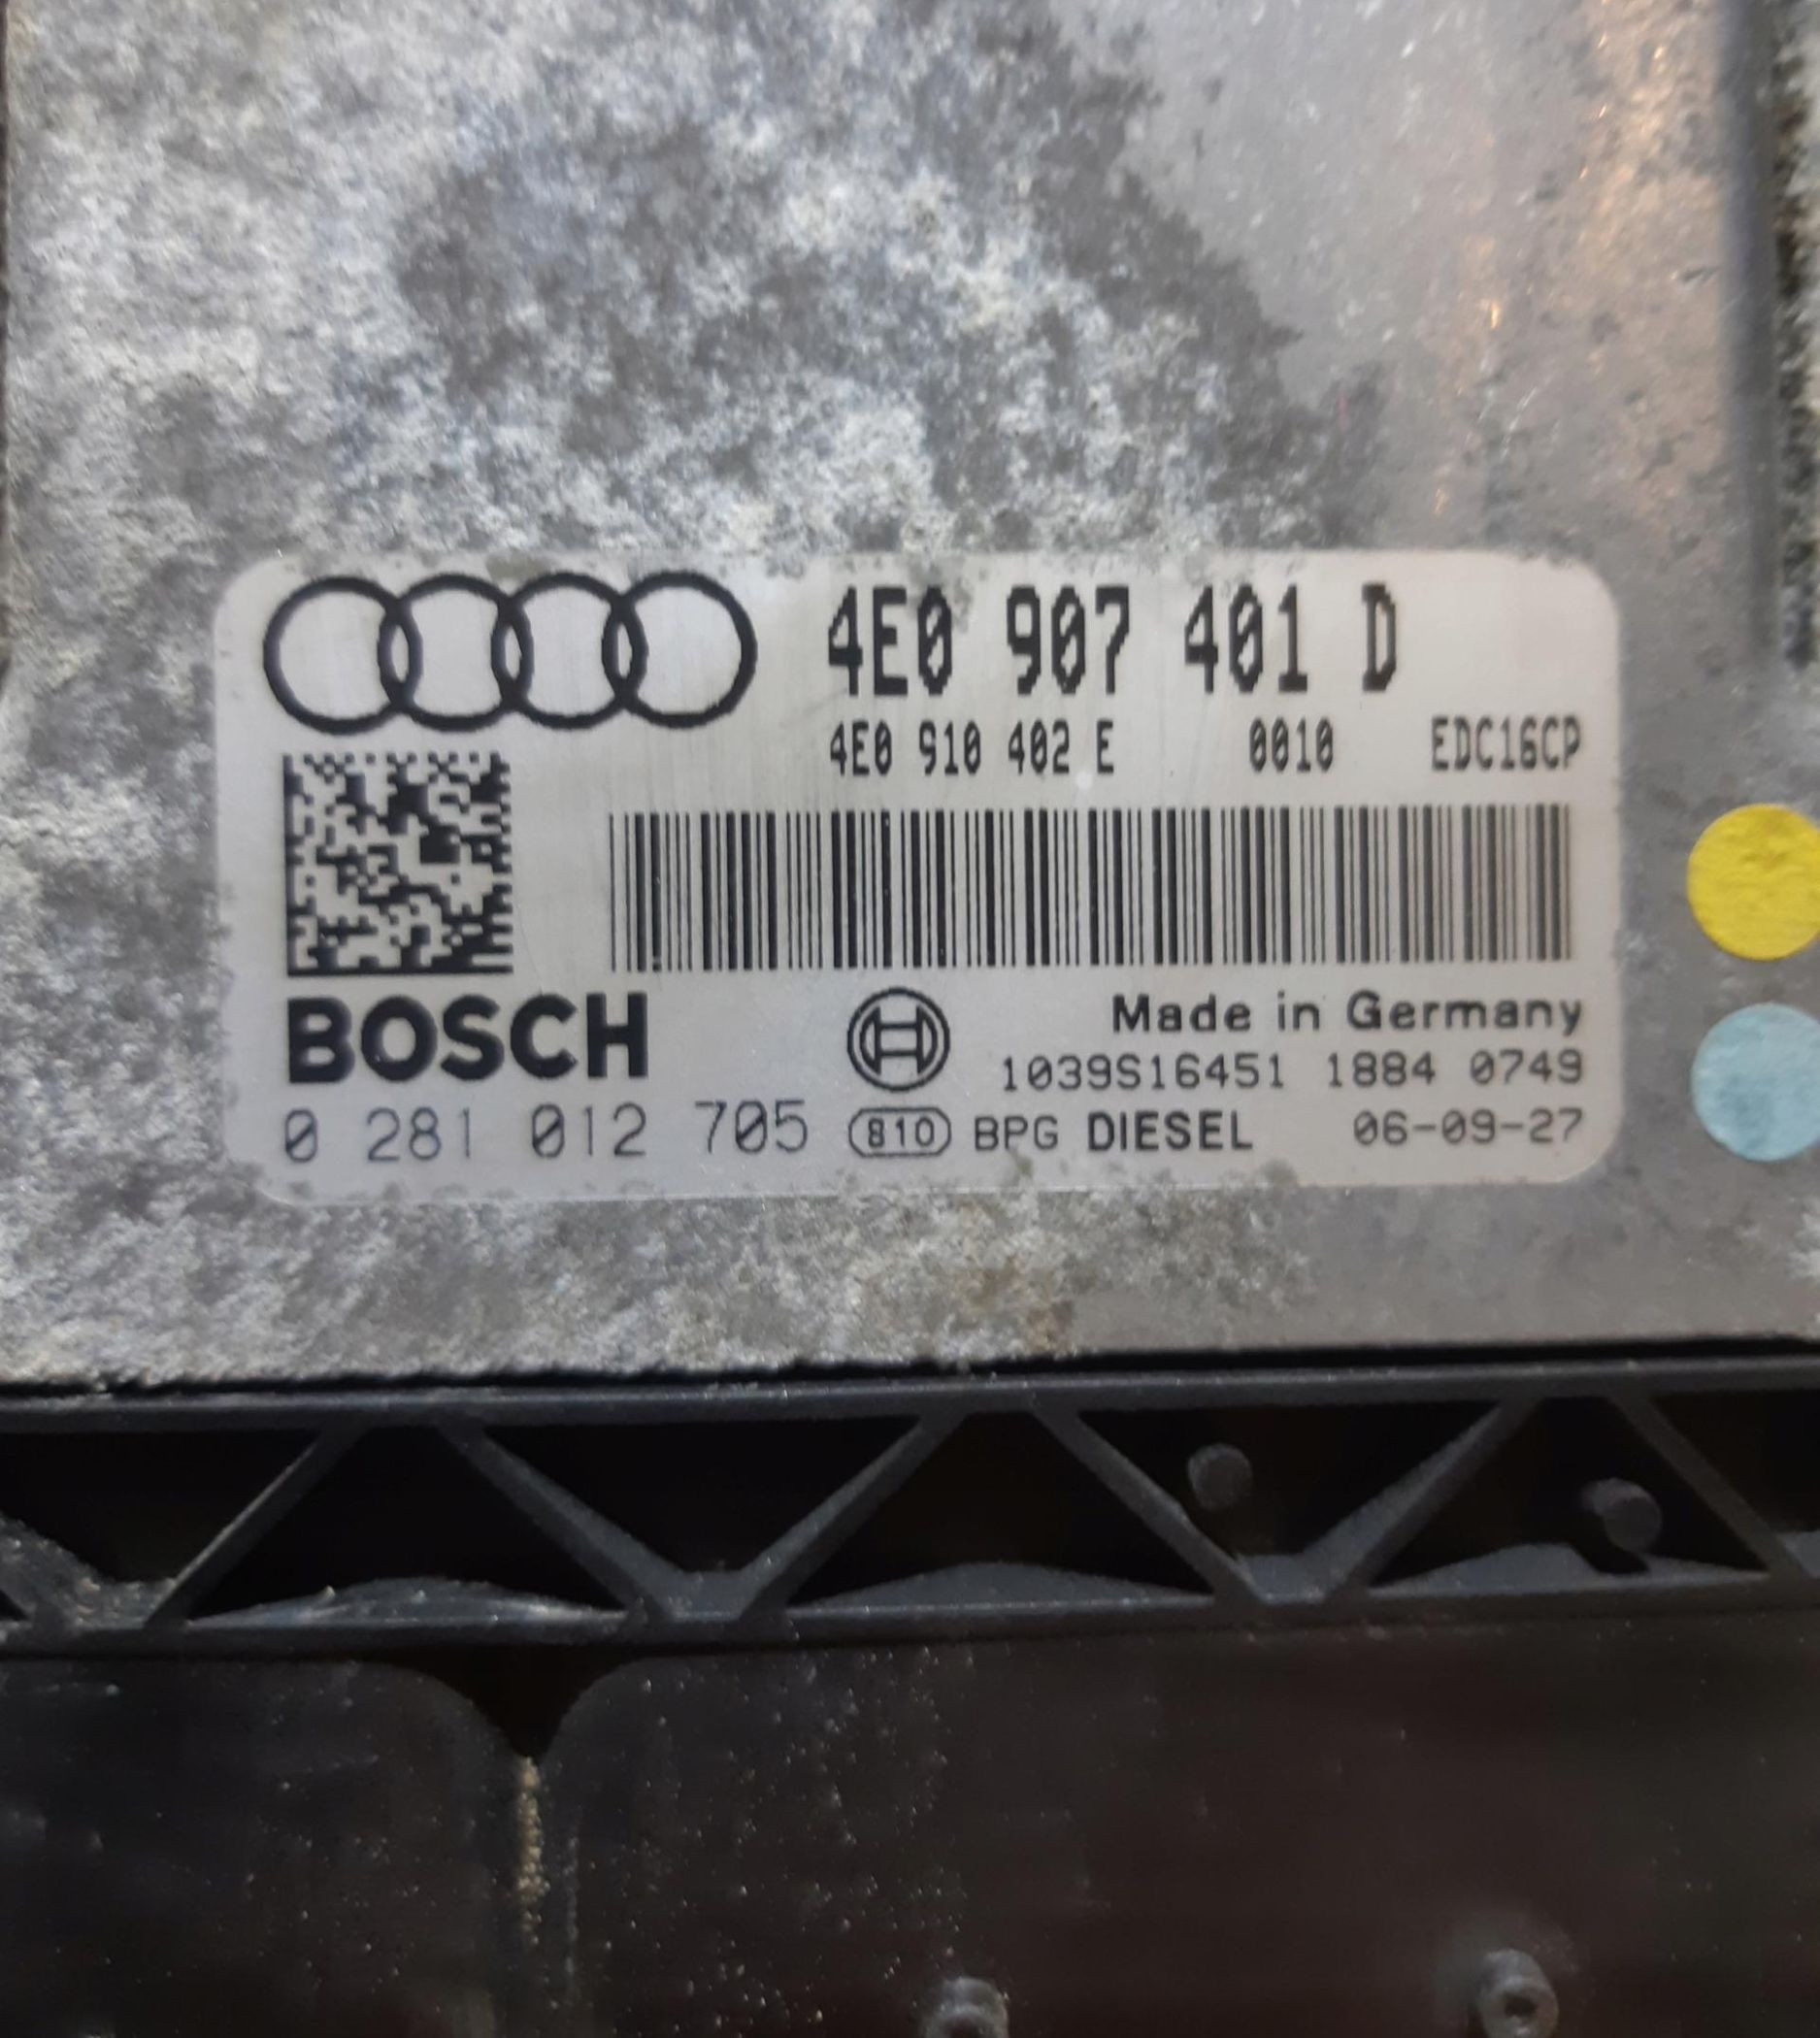 4E0 907 401 D
4E0 910 402 E 0010 EDC16CP
BOSCH
Made in Germany
1039S16451 1884 0749
0 281 012 705 810 BPG DIESEL 06-09-27